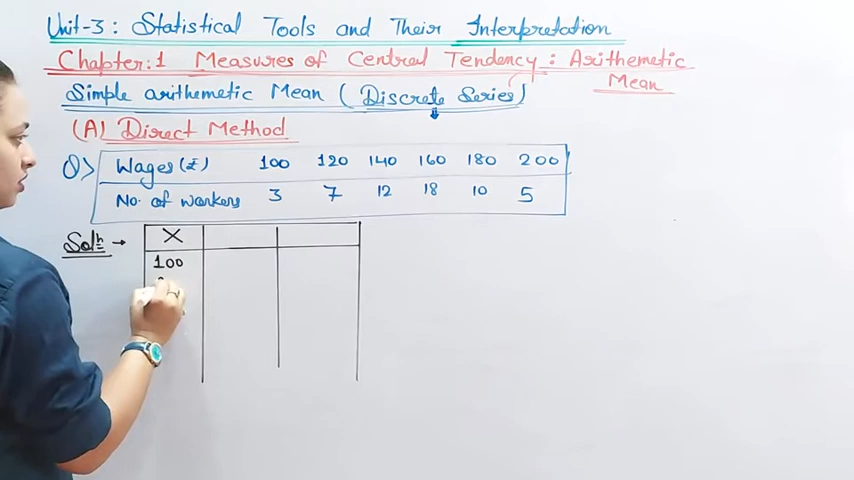 Unit-3: Statistical Tools and Their Interpretation
Chapter:1 Measures of Central Tendency: Arithemetic Mean
Simple arithemetic Mean (Discrete Series)
(A) Direct Method
Q> Wages (₹) 100 120 140 160 180 200
No. of workers 3 7 12 18 10 5
Solⁿ → X
100